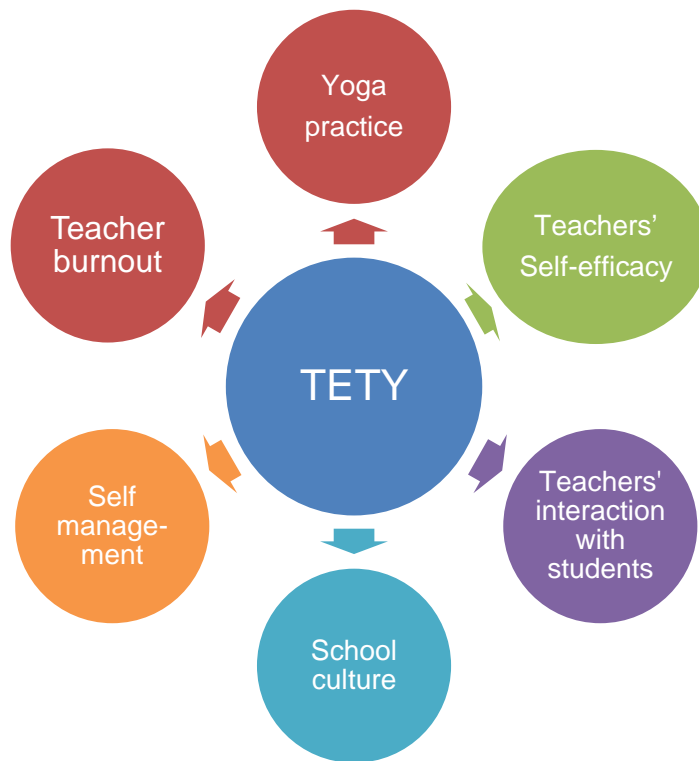 Yoga
practice
Teacher
burnout
Teachers'
Self-efficacy
TETY
Self
manage-
ment
Teachers'
interaction
with
students
School
culture